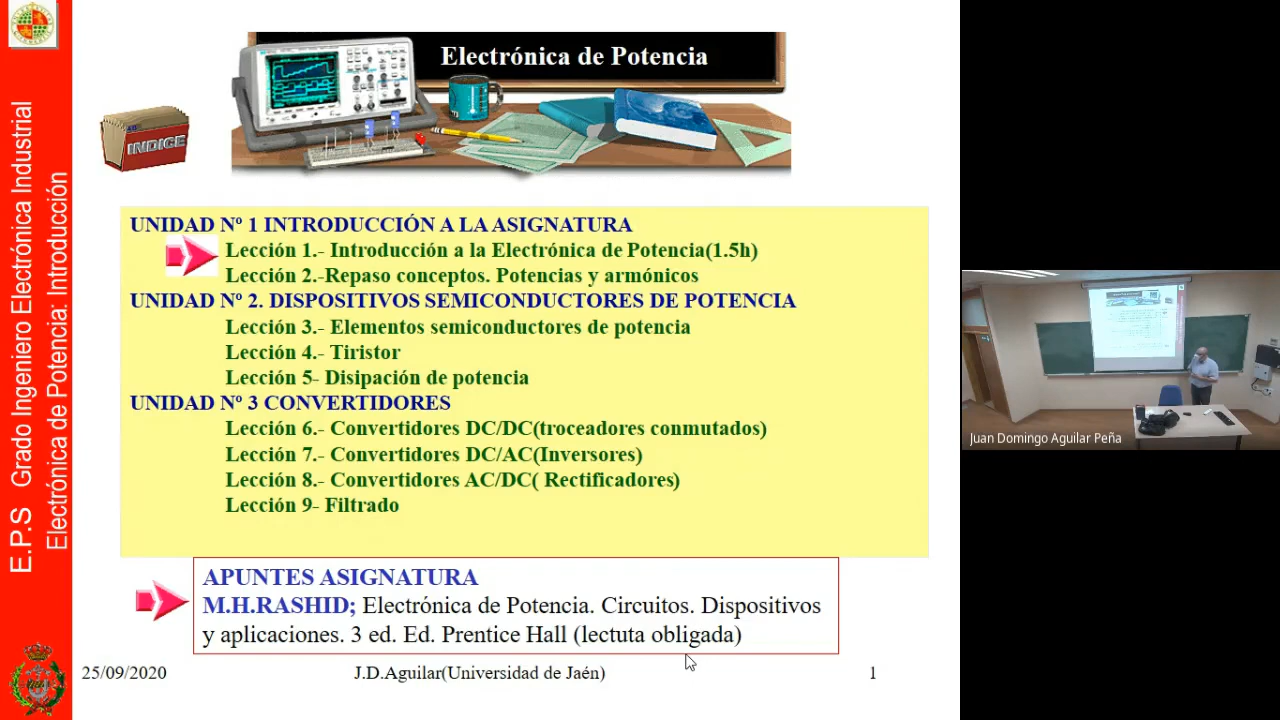 Electrónica de Potencia
INDICE
E.P.S Grado Ingeniero Electrónica Industrial
Electrónica de Potencia: Introducción
UNIDAD Nº 1 INTRODUCCIÓN A LA ASIGNATURA
Lección 1.- Introducción a la Electrónica de Potencia(1.5h)
Lección 2.-Repaso conceptos. Potencias y armónicos
UNIDAD Nº 2. DISPOSITIVOS SEMICONDUCTORES DE POTENCIA
Lección 3.- Elementos semiconductores de potencia
Lección 4.- Tiristor
Lección 5- Disipación de potencia
UNIDAD Nº 3 CONVERTIDORES
Lección 6.- Convertidores DC/DC(troceadores conmutados)
Lección 7.- Convertidores DC/AC(Inversores)
Lección 8.- Convertidores AC/DC( Rectificadores)
Lección 9- Filtrado
APUNTES ASIGNATURA
M.H.RASHID; Electrónica de Potencia. Circuitos. Dispositivos
y aplicaciones. 3 ed. Ed. Prentice Hall (lectuta obligada)
25/09/2020
J.D.Aguilar(Universidad de Jaén)
1
Juan Domingo Aguilar Peña